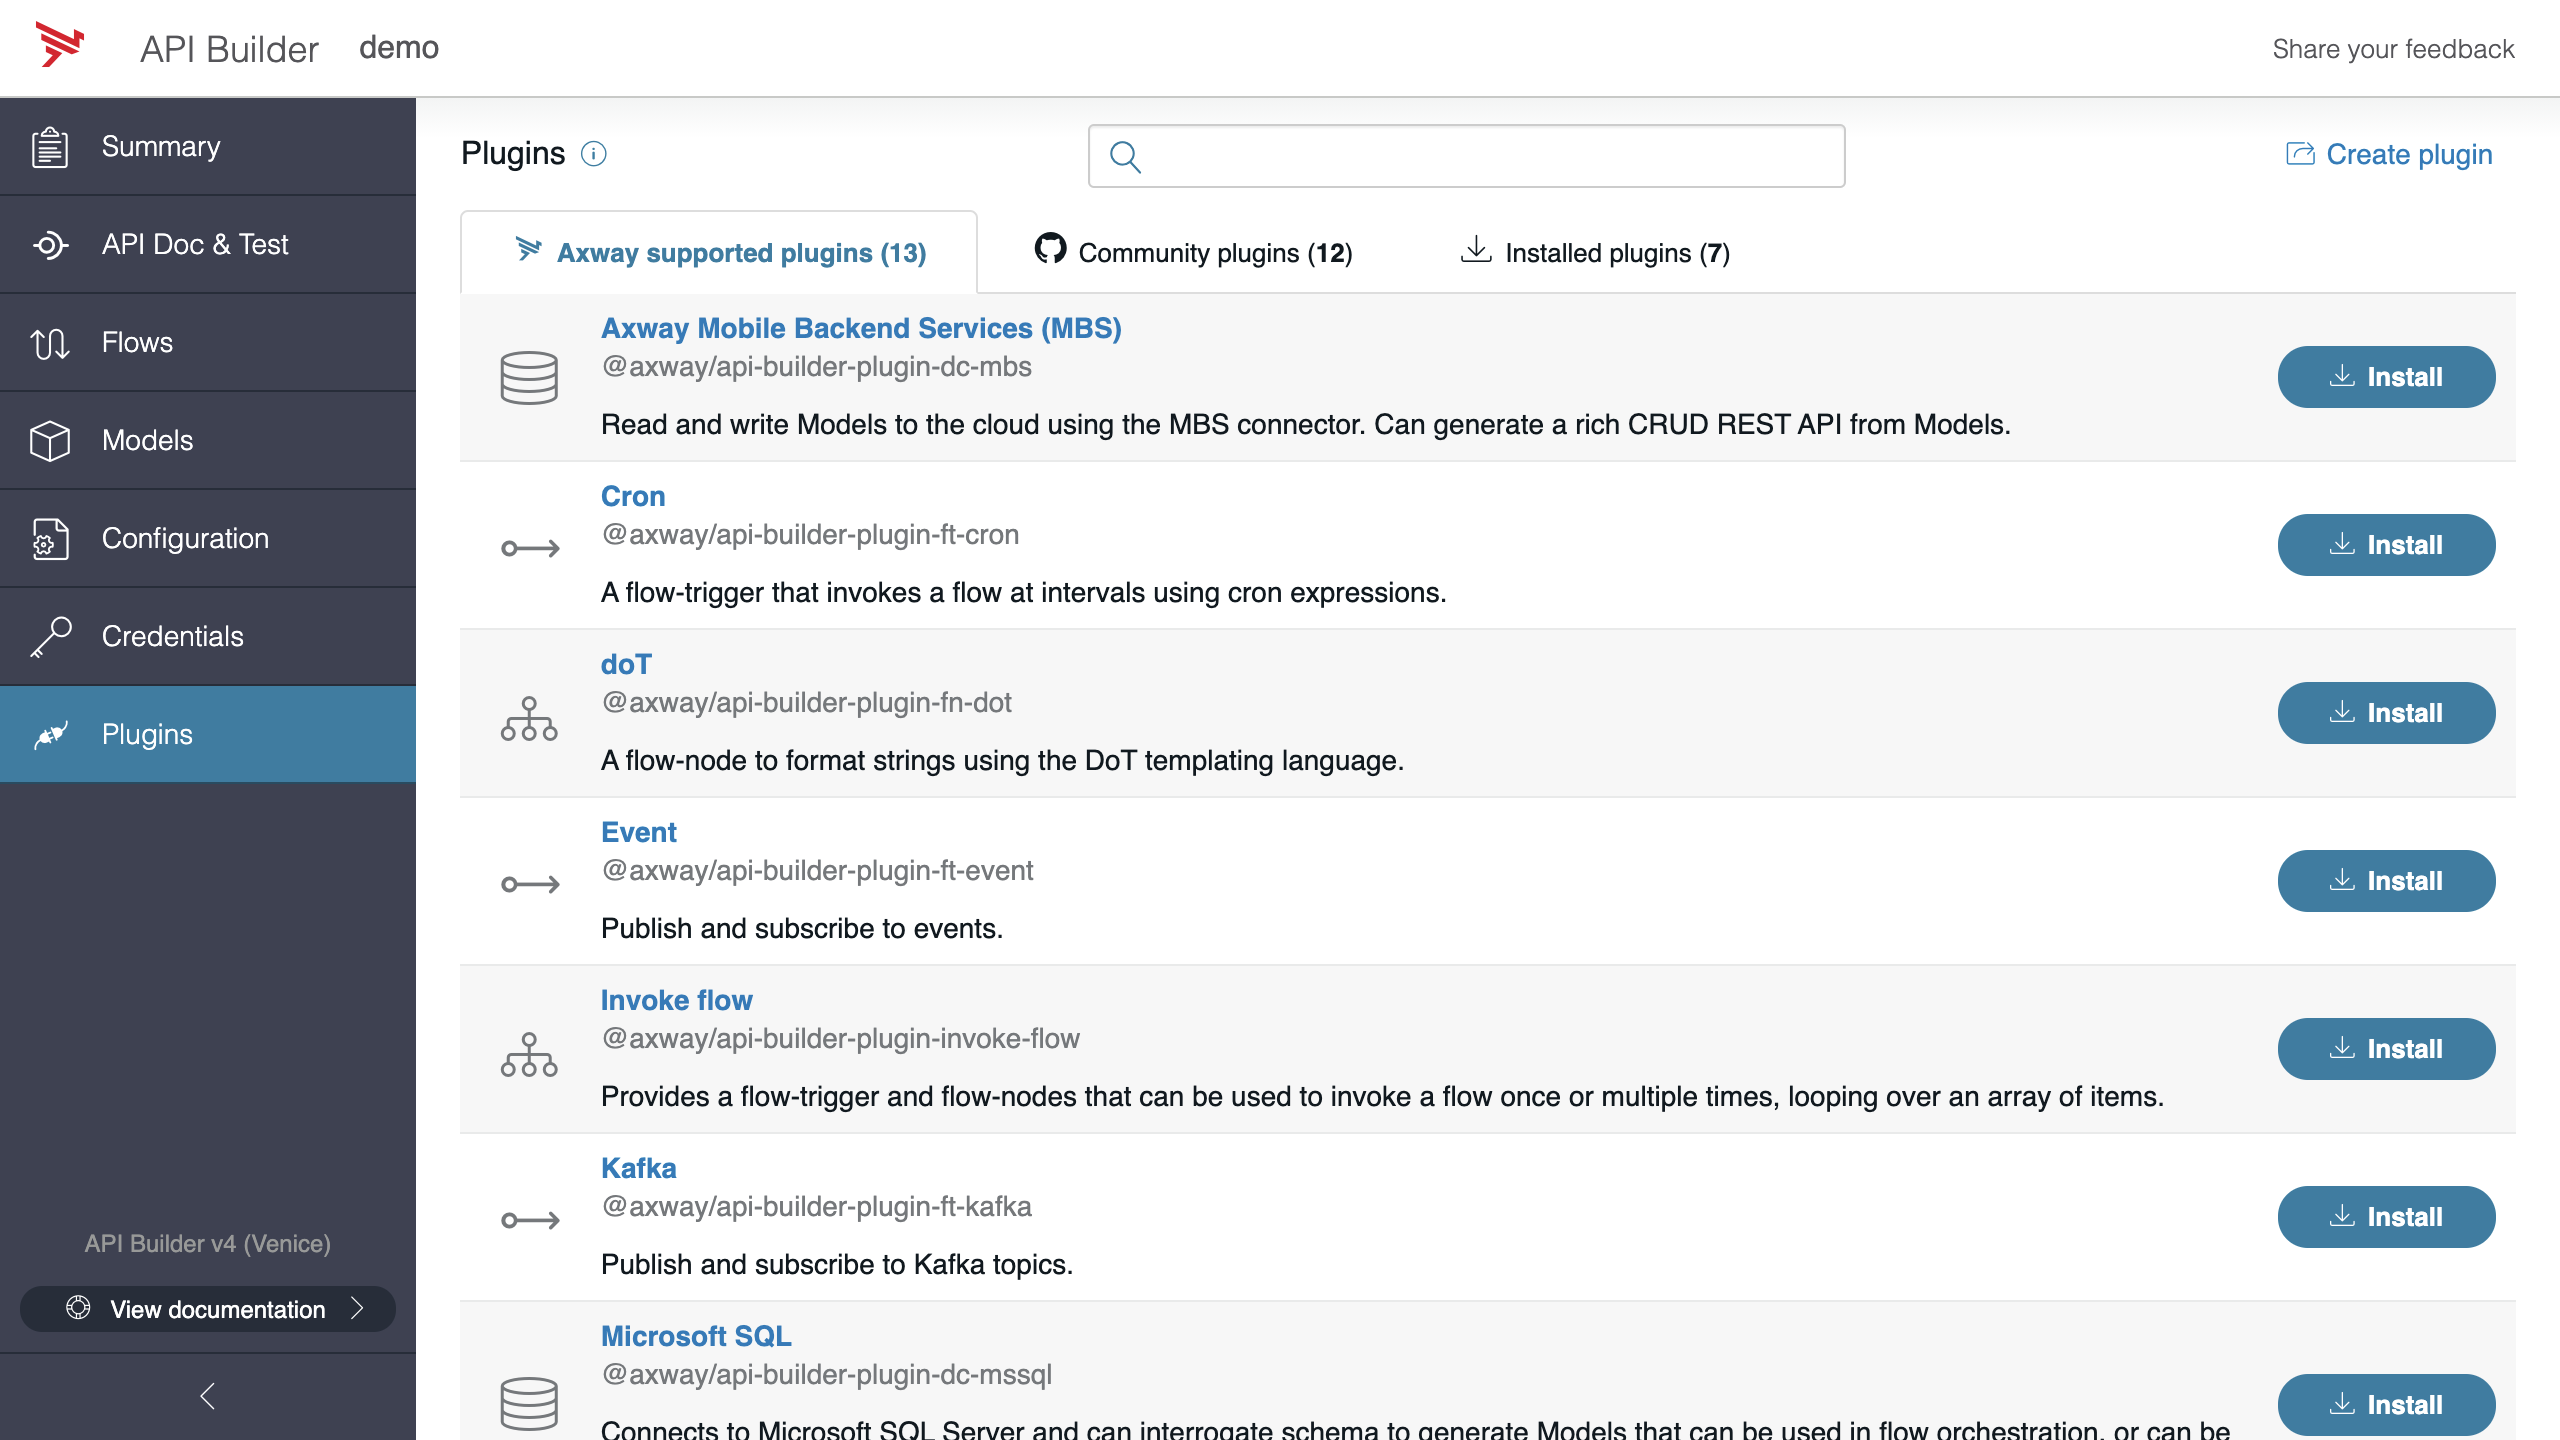 API Builder demo
Share your feedback
Summary
API Doc & Test
Flows
Models
Configuration
Credentials
Plugins
API Builder v4 (Venice)
View documentation
Plugins
Create plugin
Axway supported plugins (13)
Community plugins (12)
Installed plugins (7)
Axway Mobile Backend Services (MBS)
@axway/api-builder-plugin-dc-mbs
Read and write Models to the cloud using the MBS connector. Can generate a rich CRUD REST API from Models.
Install
Cron
@axway/api-builder-plugin-ft-cron
A flow-trigger that invokes a flow at intervals using cron expressions.
Install
doT
@axway/api-builder-plugin-fn-dot
A flow-node to format strings using the DoT templating language.
Install
Event
@axway/api-builder-plugin-ft-event
Publish and subscribe to events.
Install
Invoke flow
@axway/api-builder-plugin-invoke-flow
Provides a flow-trigger and flow-nodes that can be used to invoke a flow once or multiple times, looping over an array of items.
Install
Kafka
@axway/api-builder-plugin-ft-kafka
Publish and subscribe to Kafka topics.
Install
Microsoft SQL
@axway/api-builder-plugin-dc-mssql
Connects to Microsoft SQL Server and can interrogate schema to generate Models that can be used in flow orchestration, or can be
Install